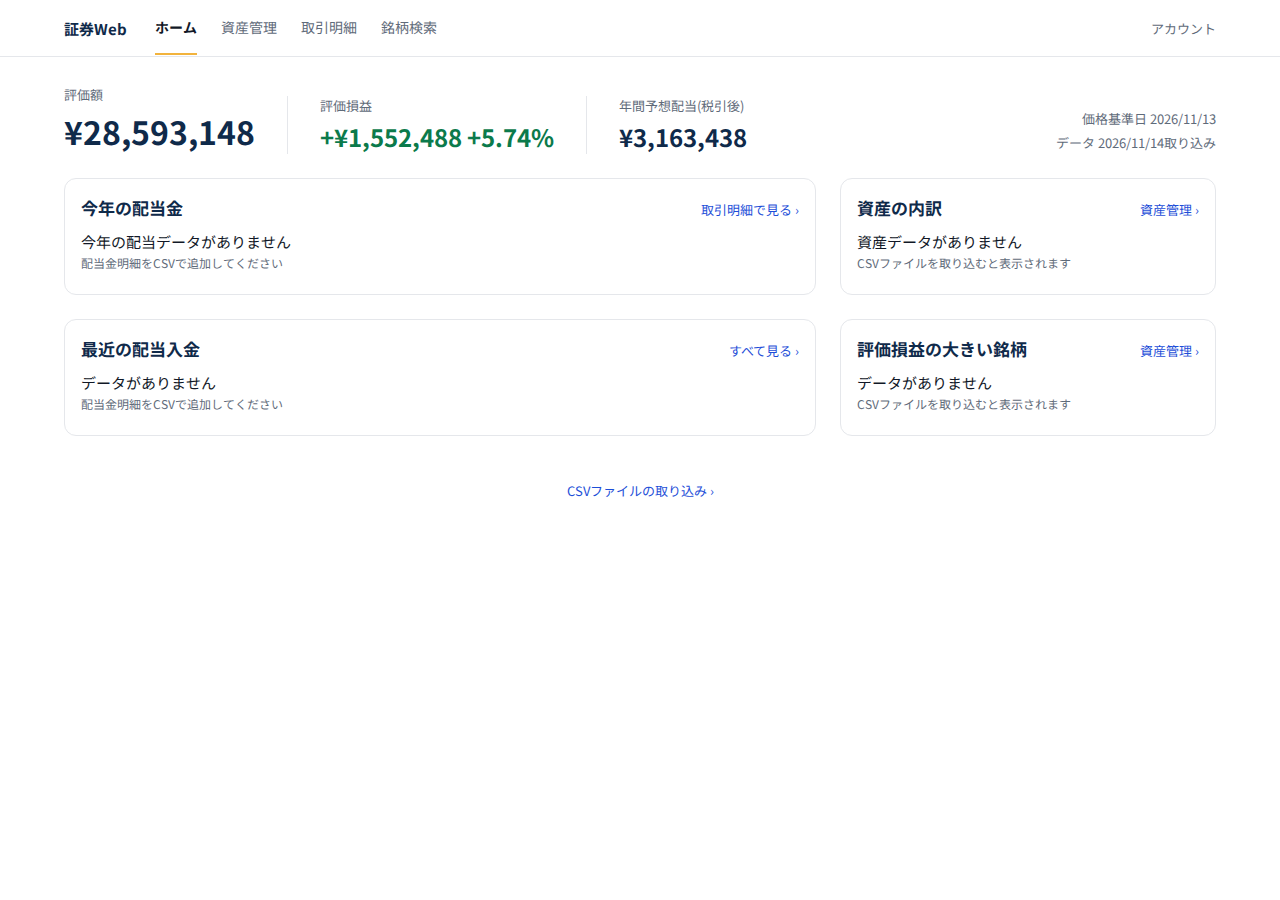 証券Web ホーム 資産管理 取引明細 銘柄検索 アカウント
評価額
¥28,593,148
評価損益
+¥1,552,488 +5.74%
年間予想配当(税引後)
¥3,163,438
価格基準日 2026/11/13
データ 2026/11/14取り込み
今年の配当金 取引明細で見る ›
今年の配当データがありません
配当金明細をCSVで追加してください
資産の内訳 資産管理 ›
資産データがありません
CSVファイルを取り込むと表示されます
最近の配当入金 すべて見る ›
データがありません
配当金明細をCSVで追加してください
評価損益の大きい銘柄 資産管理 ›
データがありません
CSVファイルを取り込むと表示されます
CSVファイルの取り込み ›